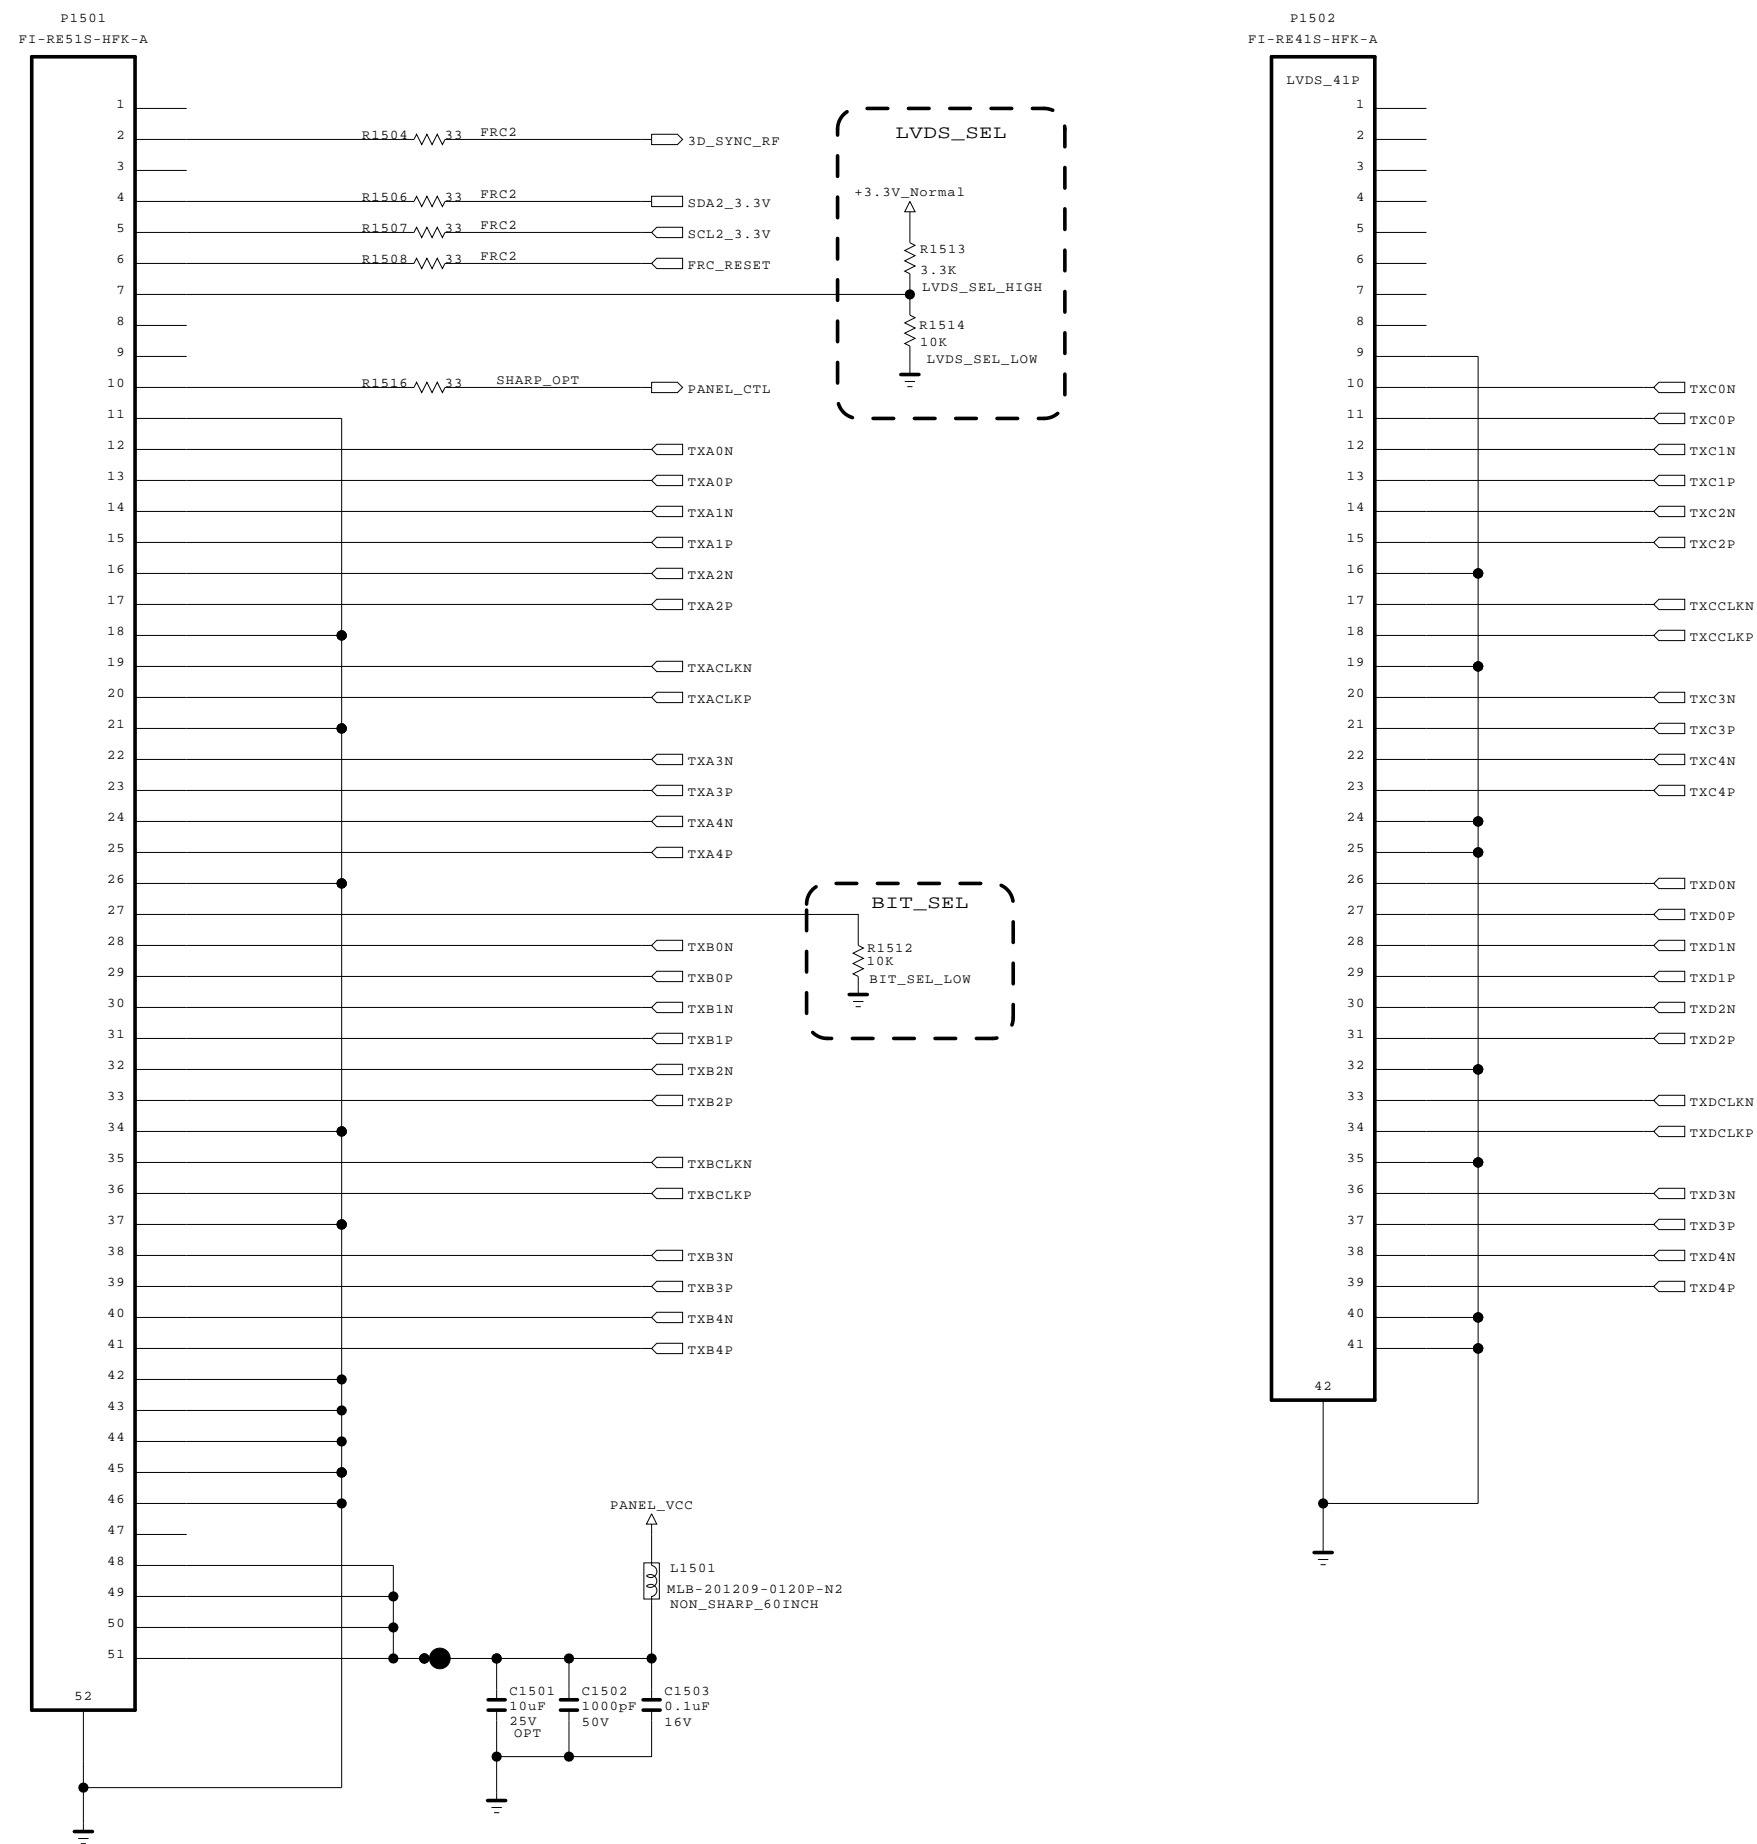 P1501
FI-RE51S-HFK-A
1
2 R1504 33 FRC2 3D_SYNC_RF
3
4 R1506 33 FRC2 SDA2_3.3V
5 R1507 33 FRC2 SCL2_3.3V
6 R1508 33 FRC2 FRC_RESET
7
8
9
10 R1516 33 SHARP_OPT PANEL_CTL
11
12 TXA0N
13 TXA0P
14 TXA1N
15 TXA1P
16 TXA2N
17 TXA2P
18
19 TXACLKN
20 TXACLKP
21
22 TXA3N
23 TXA3P
24 TXA4N
25 TXA4P
26
27
28 TXB0N
29 TXB0P
30 TXB1N
31 TXB1P
32 TXB2N
33 TXB2P
34
35 TXBCLKN
36 TXBCLKP
37
38 TXB3N
39 TXB3P
40 TXB4N
41 TXB4P
42
43
44
45
46
47
48
49
50
51
52
LVDS_SEL
+3.3V_Normal
R1513
3.3K
LVDS_SEL_HIGH
R1514
10K
LVDS_SEL_LOW
BIT_SEL
R1512
10K
BIT_SEL_LOW
PANEL_VCC
L1501
MLB-201209-0120P-N2
NON_SHARP_60INCH
C1501
10uF
25V
OPT
C1502
1000pF
50V
C1503
0.1uF
16V
P1502
FI-RE41S-HFK-A
LVDS_41P
1
2
3
4
5
6
7
8
9
10 TXC0N
11 TXC0P
12 TXC1N
13 TXC1P
14 TXC2N
15 TXC2P
16
17 TXCCLKN
18 TXCCLKP
19
20 TXC3N
21 TXC3P
22 TXC4N
23 TXC4P
24
25
26 TXD0N
27 TXD0P
28 TXD1N
29 TXD1P
30 TXD2N
31 TXD2P
32
33 TXDCLKN
34 TXDCLKP
35
36 TXD3N
37 TXD3P
38 TXD4N
39 TXD4P
40
41
42